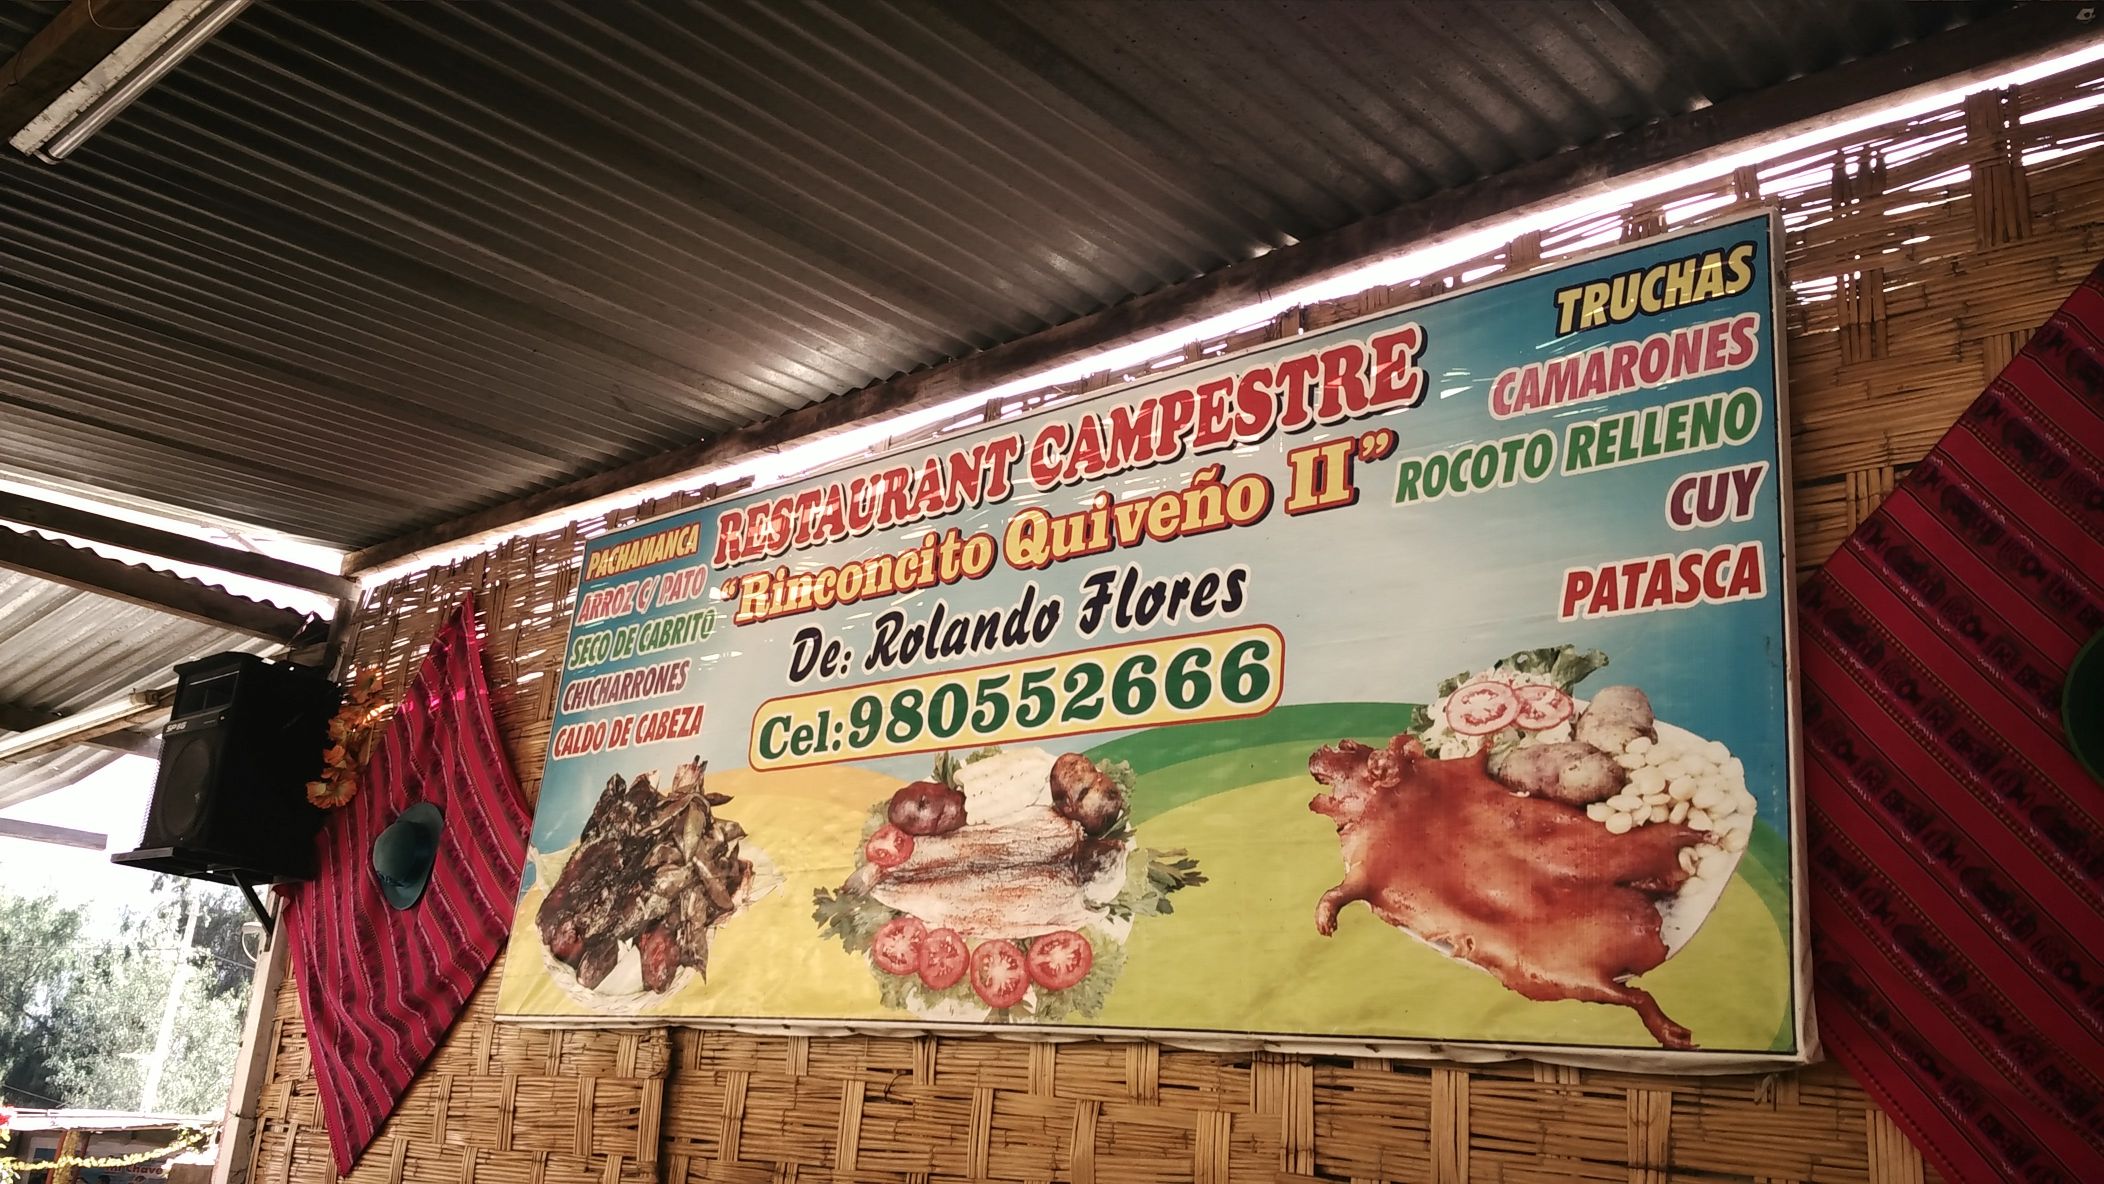 RESTAURANT CAMPESTRE
"Rinconcito Quiveño II"
De: Rolando Flores
Cel:980552666
PACHAMANCA
ARROZ C/ PATO
SECO DE CABRITO
CHICHARRONES
CALDO DE CABEZA
TRUCHAS
CAMARONES
ROCOTO RELLENO
CUY
PATASCA